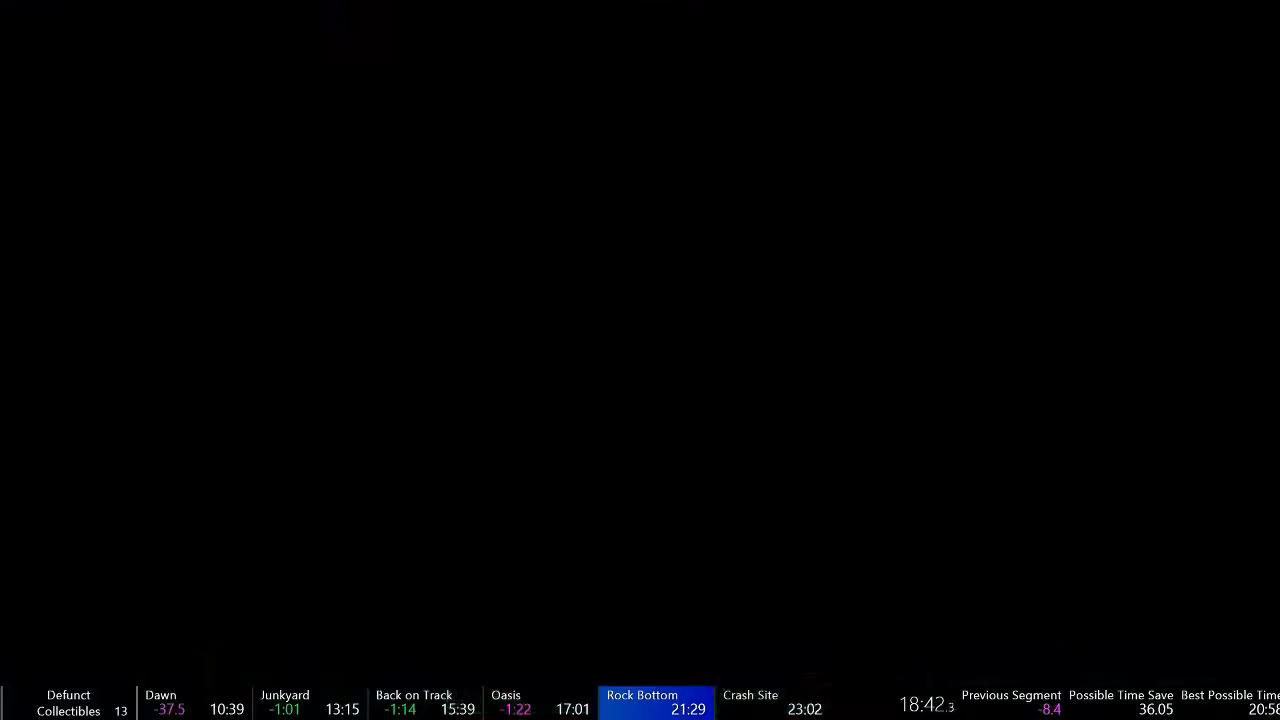 Defunct
Collectibles 13
Dawn
-37.5 10:39
Junkyard
-1:01 13:15
Back on Track
-1:14 15:39
Oasis
-1:22 17:01
Rock Bottom
21:29
Crash Site
23:02
18:42.3
Previous Segment
-8.4
Possible Time Save
36.05
Best Possible Time
20:58